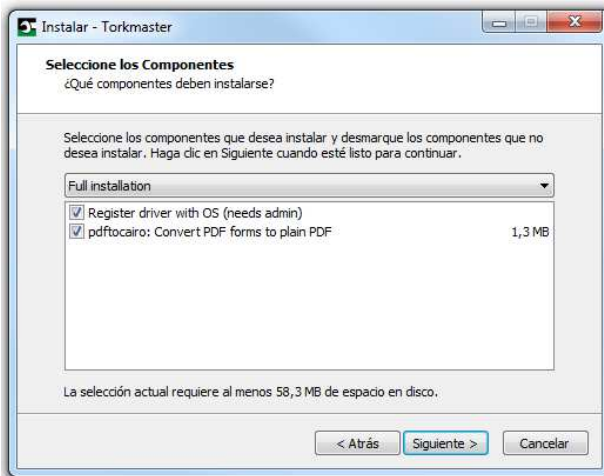 Instalar - Torkmaster
Seleccione los Componentes
¿Qué componentes deben instalarse?
Seleccione los componentes que desea instalar y desmarque los componentes que no
desea instalar. Haga clic en Siguiente cuando esté listo para continuar.
Full installation
Register driver with OS (needs admin)
pdftocairo: Convert PDF forms to plain PDF 1,3 MB
La selección actual requiere al menos 58,3 MB de espacio en disco.
< Atrás Siguiente > Cancelar